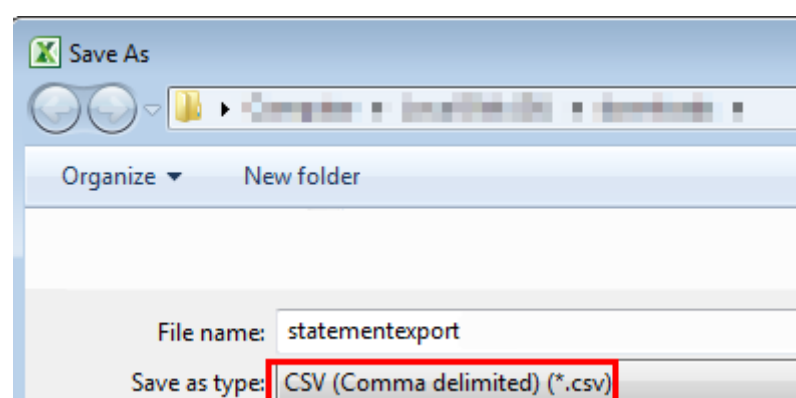 Save As
Organize New folder
File name: statementexport
Save as type: CSV (Comma delimited) (*.csv)